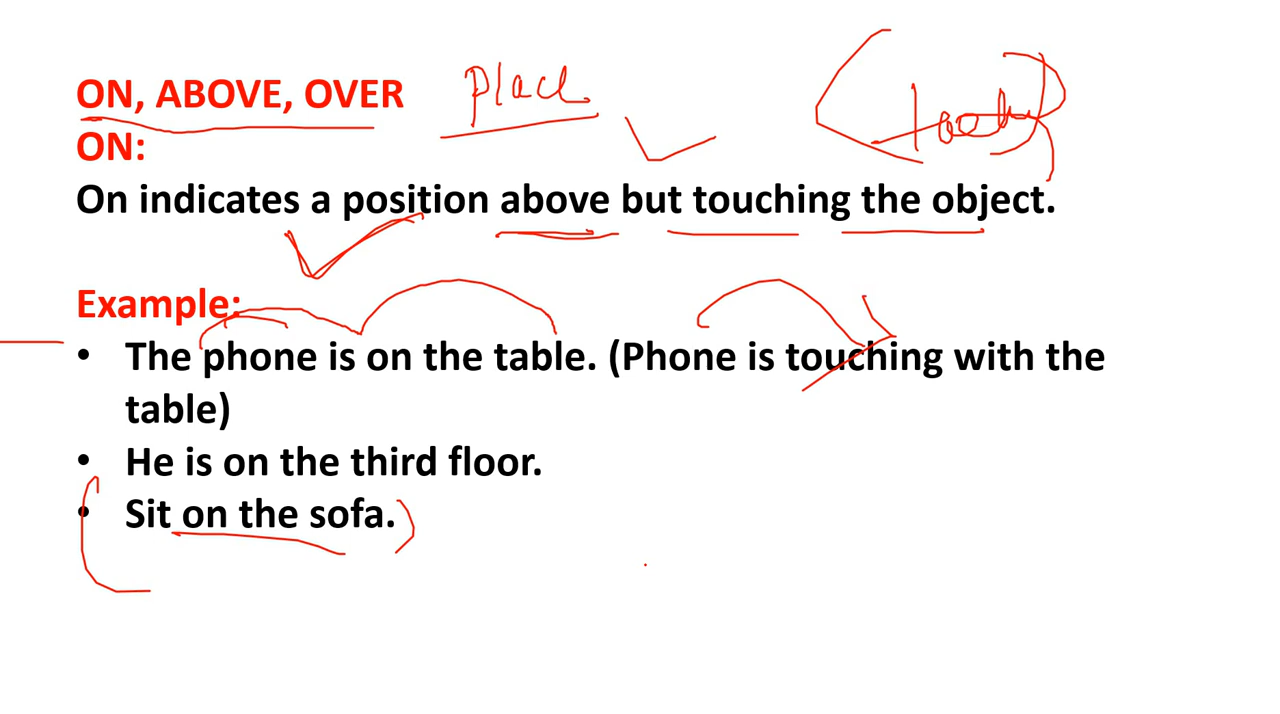 ON, ABOVE, OVER Place
ON:
On indicates a position above but touching the object.
Example:
• The phone is on the table. (Phone is touching with the
table)
• He is on the third floor.
• Sit on the sofa.